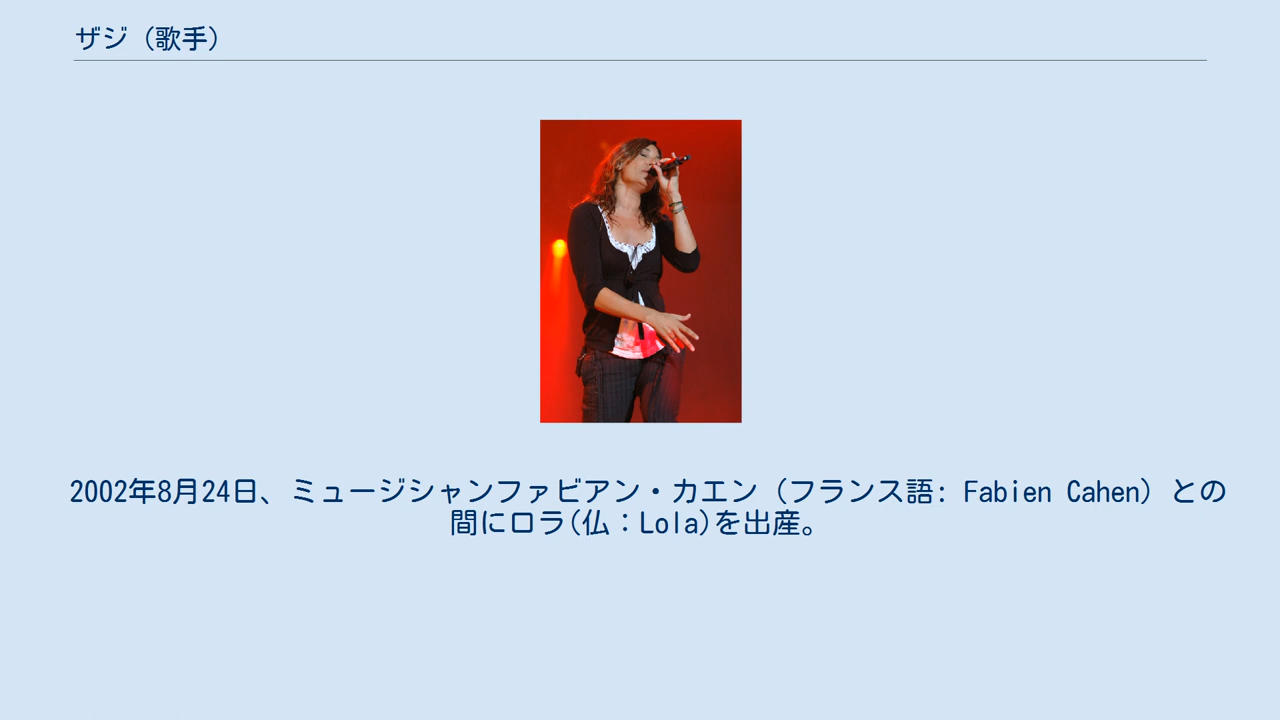 ザジ (歌手)
2002年8月24日、ミュージシャンファビアン・カエン (フランス語: Fabien Cahen) との
間にロラ(仏：Lola)を出産。